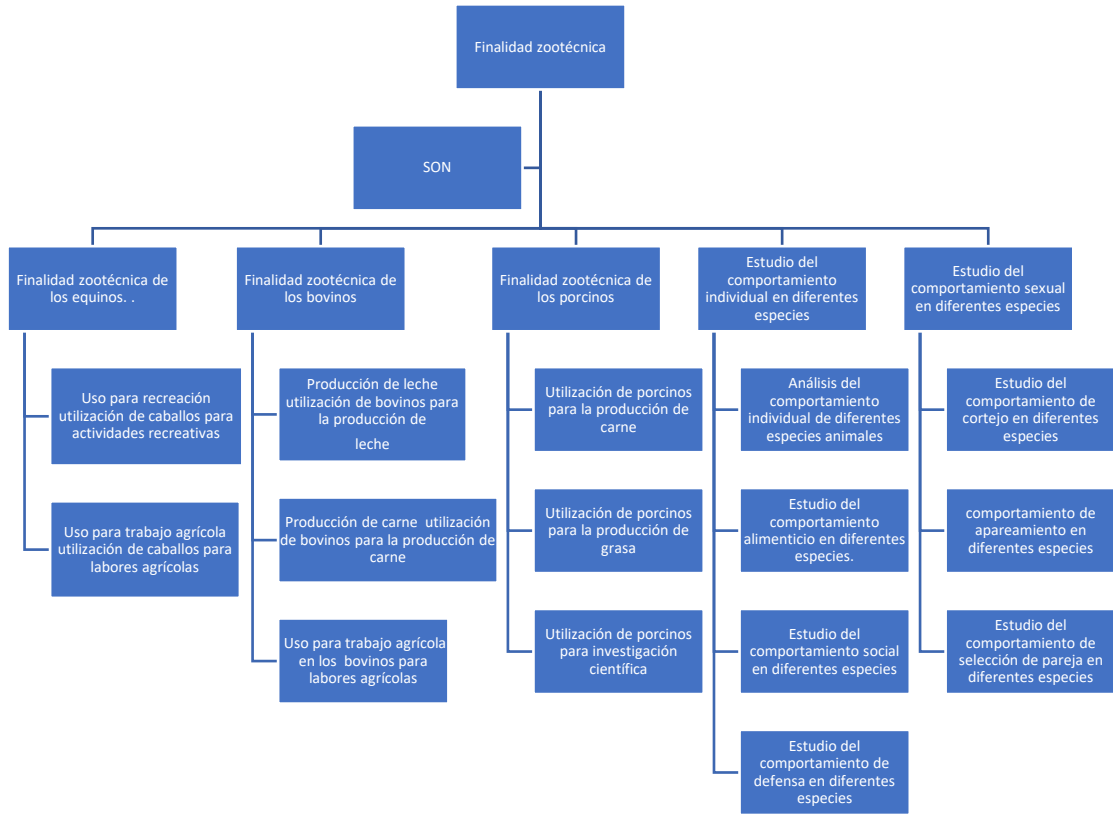 Finalidad zootécnica
SON
Finalidad zootécnica de
los equinos. .
Finalidad zootécnica
de los bovinos
Finalidad zootécnica
de los porcinos
Estudio del
comportamiento
individual en diferentes
especies
Estudio del
comportamiento sexual
en diferentes especies
Uso para recreación
utilización de caballos para
actividades recreativas
Uso para trabajo agrícola
utilización de caballos para
labores agrícolas
Producción de leche
utilización de bovinos para
la producción de
leche
Producción de carne utilización
de bovinos para la producción de
carne
Uso para trabajo agrícola
en los bovinos para
labores agrícolas
Utilización de porcinos
para la producción de
carne
Utilización de porcinos
para la producción de
grasa
Utilización de porcinos
para investigación
científica
Análisis del
comportamiento
individual de diferentes
especies animales
Estudio del
comportamiento
alimenticio en diferentes
especies.
Estudio del
comportamiento social
en diferentes especies
Estudio del
comportamiento de
defensa en diferentes
especies
Estudio del
comportamiento de
cortejo en diferentes
especies
comportamiento de
apareamiento en
diferentes especies
Estudio del
comportamiento de
selección de pareja en
diferentes especies